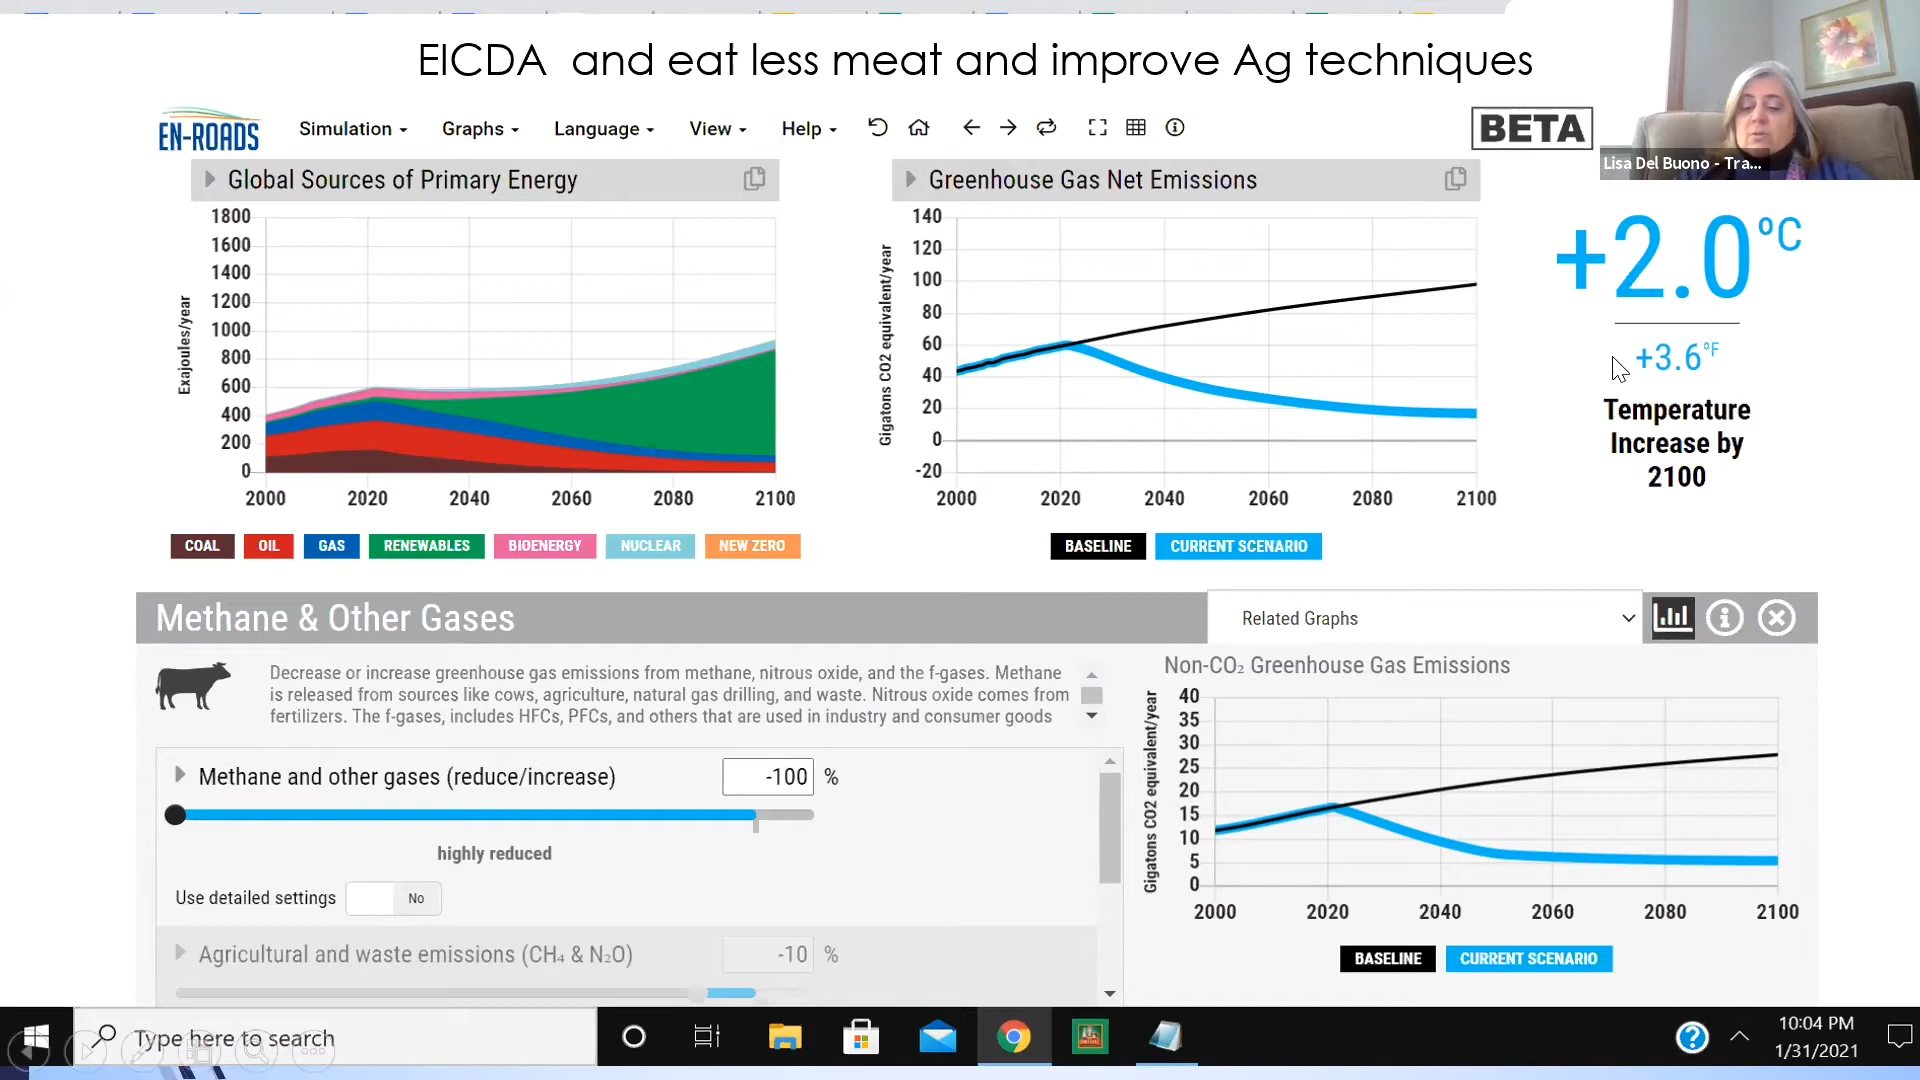 EICDA and eat less meat and improve Ag techniques
EN-ROADS
Simulation
Graphs
Language
View
Help
BETA
Lisa Del Buono - Tra...
Global Sources of Primary Energy
Exajoules/year
1800
1600
1400
1200
1000
800
600
400
200
0
2000 2020 2040 2060 2080 2100
COAL OIL GAS RENEWABLES BIOENERGY NUCLEAR NEW ZERO
Greenhouse Gas Net Emissions
Gigatons CO2 equivalent/year
140
120
100
80
60
40
20
0
-20
2000 2020 2040 2060 2080 2100
BASELINE CURRENT SCENARIO
+2.0 ºC
+3.6 ºF
Temperature
Increase by
2100
Methane & Other Gases
Related Graphs
Decrease or increase greenhouse gas emissions from methane, nitrous oxide, and the f-gases. Methane
is released from sources like cows, agriculture, natural gas drilling, and waste. Nitrous oxide comes from
fertilizers. The f-gases, includes HFCs, PFCs, and others that are used in industry and consumer goods
Methane and other gases (reduce/increase) -100 %
highly reduced
Use detailed settings No
Agricultural and waste emissions (CH₄ & N₂O) -10 %
Non-CO₂ Greenhouse Gas Emissions
Gigatons CO2 equivalent/year
40
35
30
25
20
15
10
5
0
2000 2020 2040 2060 2080 2100
BASELINE CURRENT SCENARIO
Type here to search
10:04 PM
1/31/2021